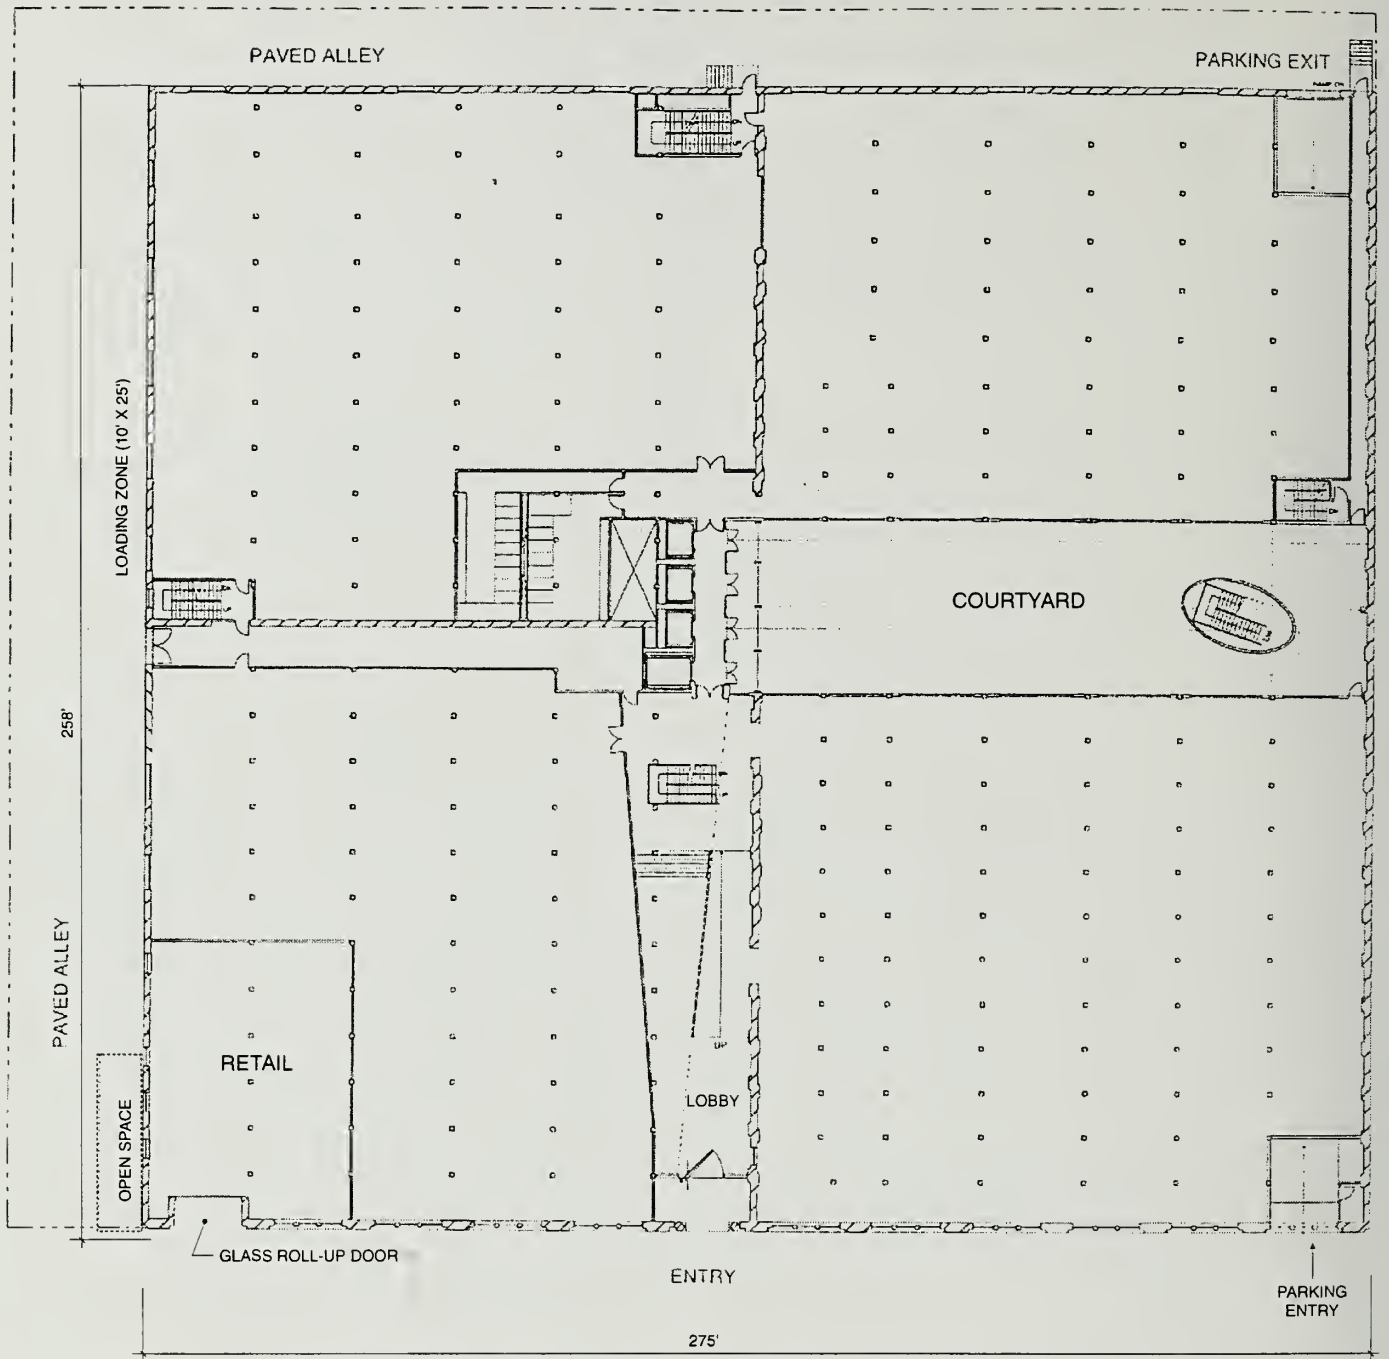 PAVED ALLEY
PARKING EXIT
LOADING ZONE (10' X 25')
COURTYARD
258'
PAVED ALLEY
RETAIL
UP
LOBBY
OPEN SPACE
GLASS ROLL-UP DOOR
ENTRY
PARKING
ENTRY
275'